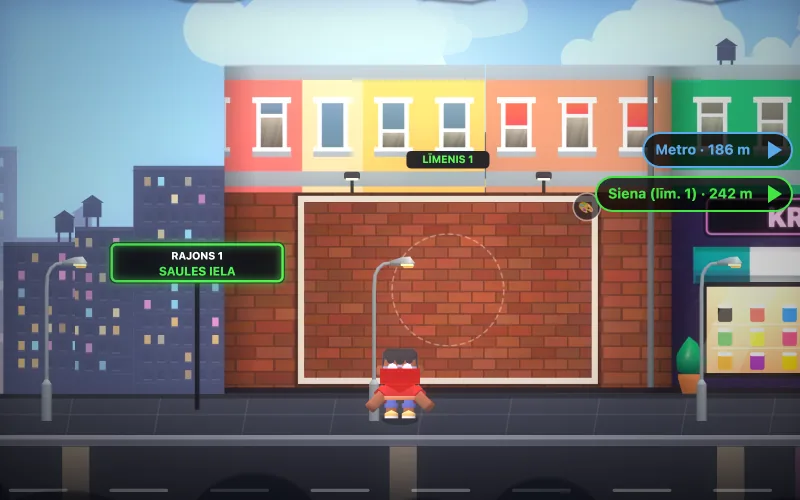 LĪMENIS 1
Metro · 186 m
Siena (līm. 1) · 242 m
KR
RAJONS 1
SAULES IELA